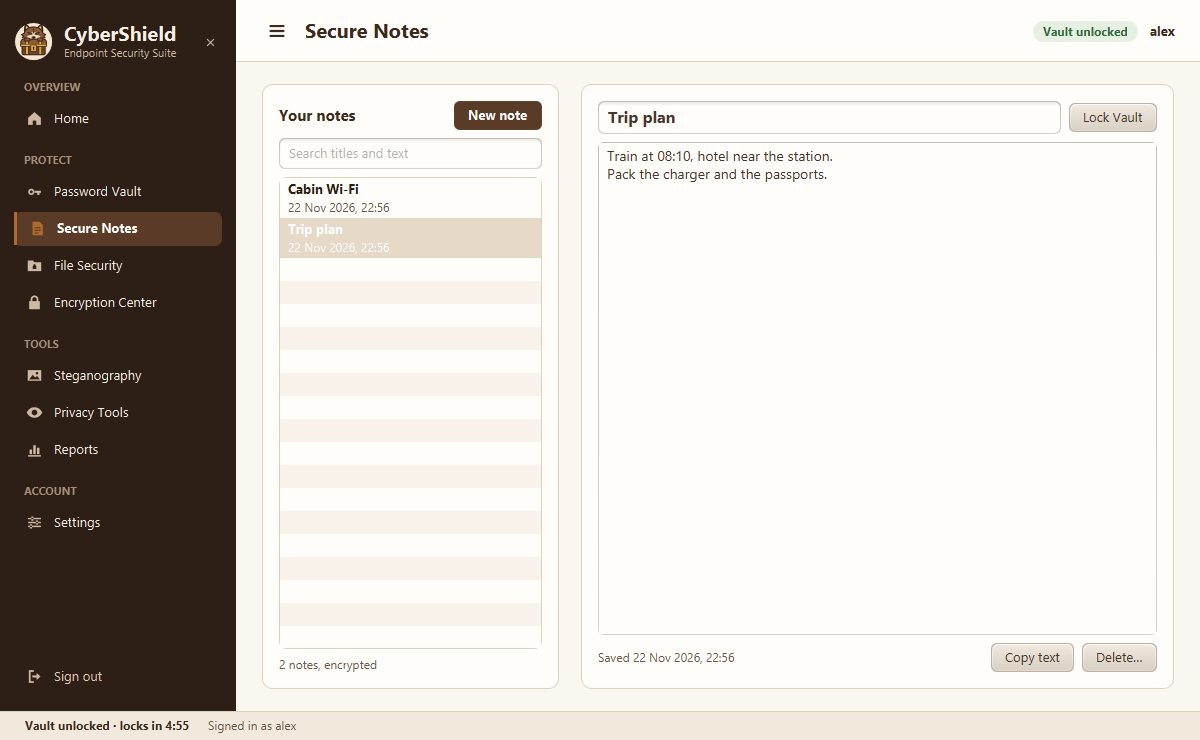 CyberShield
Endpoint Security Suite
OVERVIEW
Home
PROTECT
Password Vault
Secure Notes
File Security
Encryption Center
TOOLS
Steganography
Privacy Tools
Reports
ACCOUNT
Settings
Sign out
Secure Notes
Vault unlocked
alex
Your notes
New note
Search titles and text
Cabin Wi-Fi
22 Nov 2026, 22:56
Trip plan
22 Nov 2026, 22:56
2 notes, encrypted
Trip plan
Lock Vault
Train at 08:10, hotel near the station.
Pack the charger and the passports.
Saved 22 Nov 2026, 22:56
Copy text
Delete...
Vault unlocked · locks in 4:55
Signed in as alex